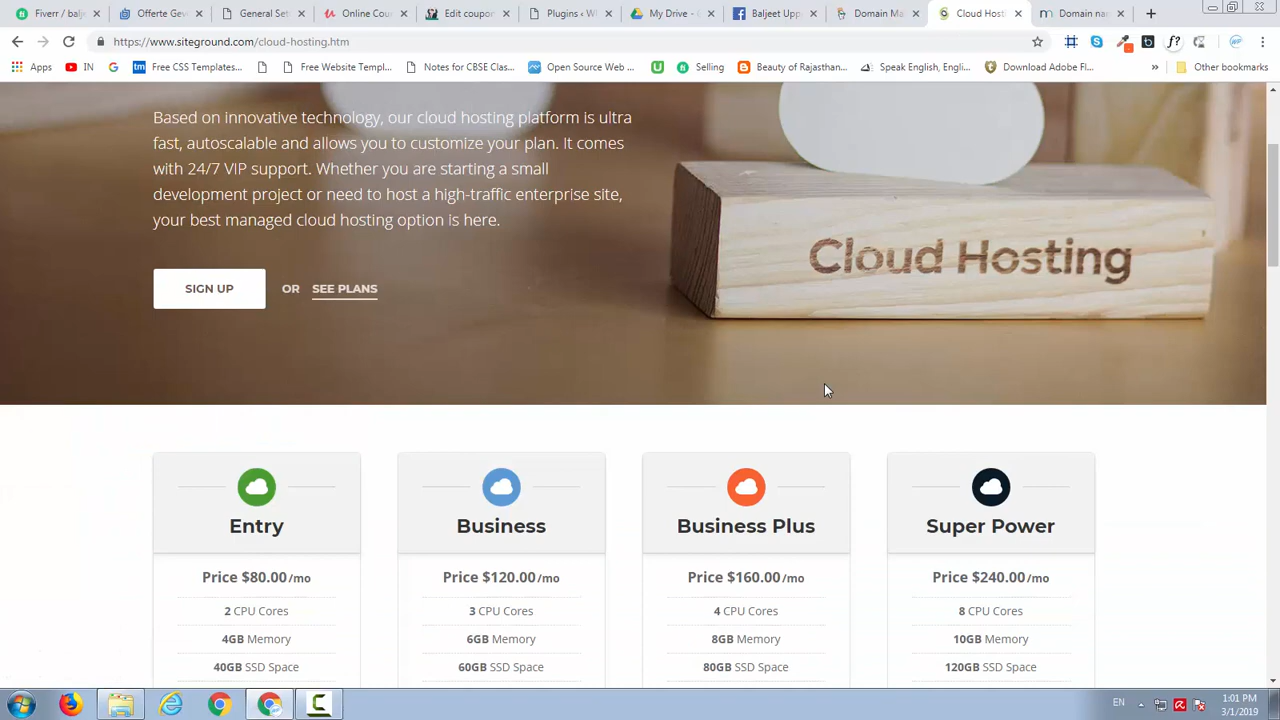 Fiverr / balj
Offerte Gev
General Set
Online Cou
Edit coupon
Plugins « W
My Drive - G
Baljeet Upp
Domain Ma
Cloud Host
Domain na
https://www.siteground.com/cloud-hosting.htm
Apps
IN
Free CSS Templates...
Free Website Templ...
Notes for CBSE Clas...
Open Source Web ...
Selling
Beauty of Rajasthan...
Speak English, Engli...
Download Adobe Fl...
Other bookmarks
Based on innovative technology, our cloud hosting platform is ultra
fast, autoscalable and allows you to customize your plan. It comes
with 24/7 VIP support. Whether you are starting a small
development project or need to host a high-traffic enterprise site,
your best managed cloud hosting option is here.
Cloud Hosting
SIGN UP OR SEE PLANS
Entry
Price $80.00/mo
2 CPU Cores
4GB Memory
40GB SSD Space
Business
Price $120.00/mo
3 CPU Cores
6GB Memory
60GB SSD Space
Business Plus
Price $160.00/mo
4 CPU Cores
8GB Memory
80GB SSD Space
Super Power
Price $240.00/mo
8 CPU Cores
10GB Memory
120GB SSD Space
EN
1:01 PM
3/1/2019